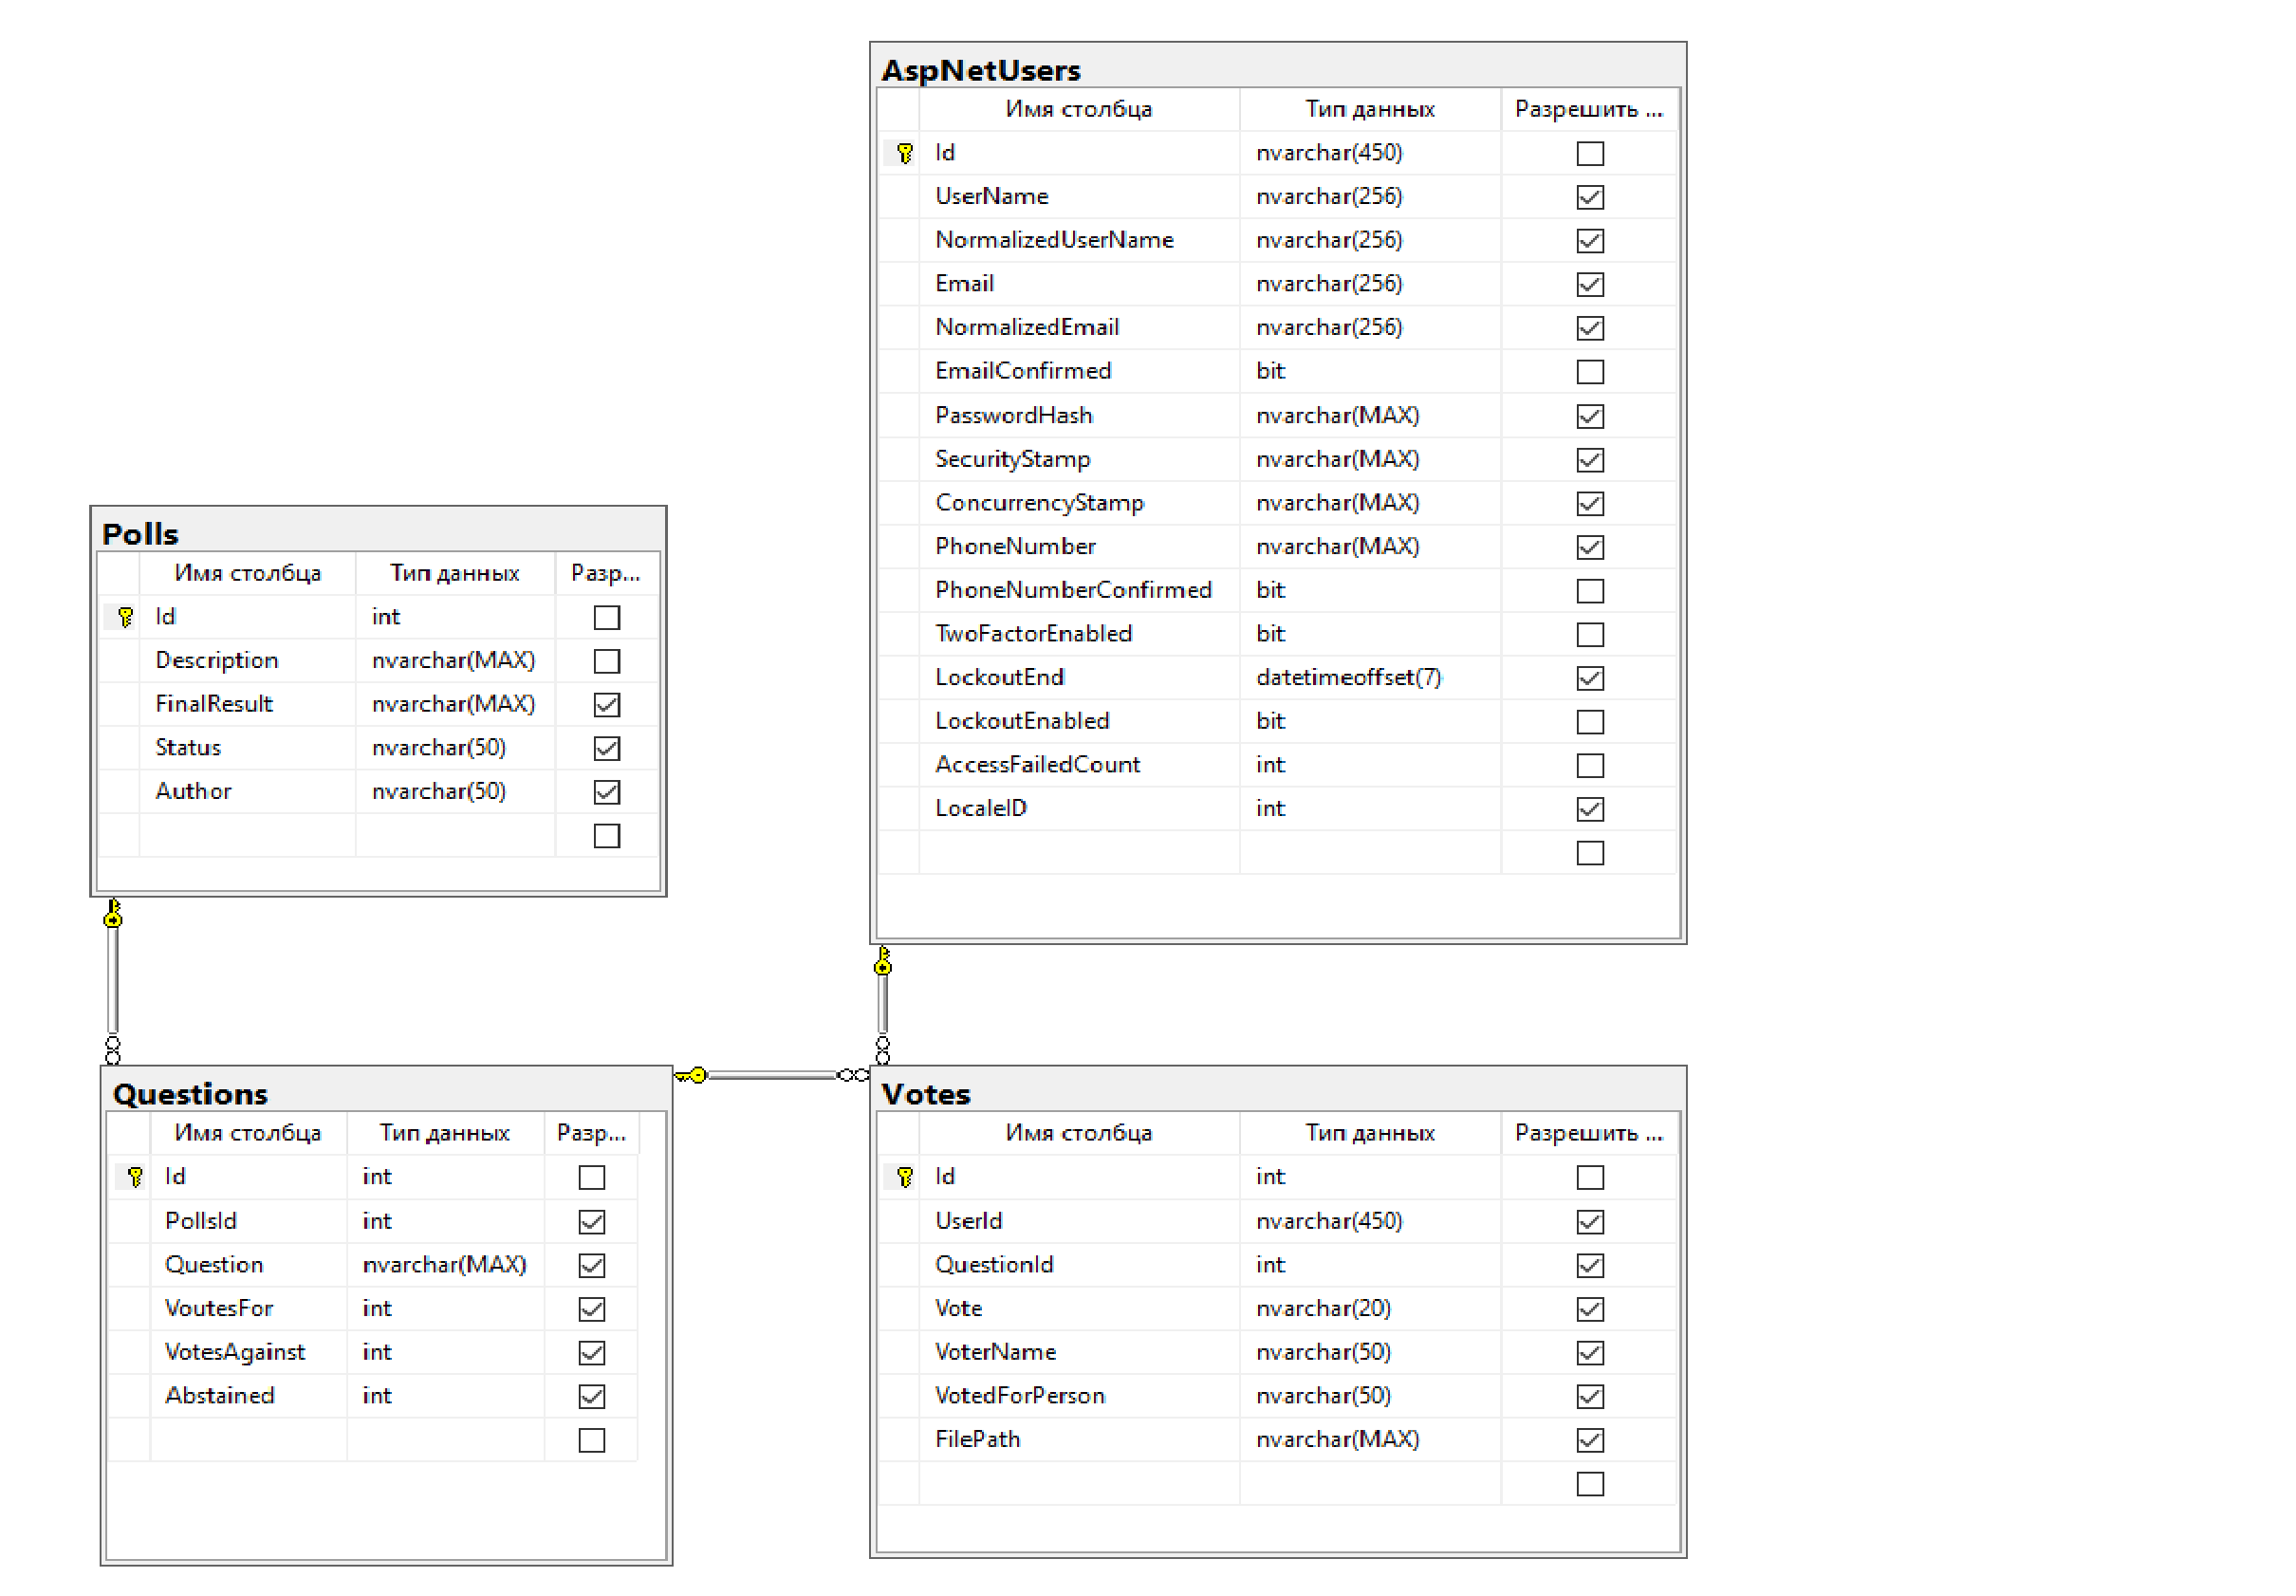 AspNetUsers
Имя столбца Тип данных Разрешить ...
Id nvarchar(450)
UserName nvarchar(256)
NormalizedUserName nvarchar(256)
Email nvarchar(256)
NormalizedEmail nvarchar(256)
EmailConfirmed bit
PasswordHash nvarchar(MAX)
SecurityStamp nvarchar(MAX)
ConcurrencyStamp nvarchar(MAX)
PhoneNumber nvarchar(MAX)
PhoneNumberConfirmed bit
TwoFactorEnabled bit
LockoutEnd datetimeoffset(7)
LockoutEnabled bit
AccessFailedCount int
LocaleID int
Polls
Имя столбца Тип данных Разр...
Id int
Description nvarchar(MAX)
FinalResult nvarchar(MAX)
Status nvarchar(50)
Author nvarchar(50)
Questions
Имя столбца Тип данных Разр...
Id int
PollsId int
Question nvarchar(MAX)
VoutesFor int
VotesAgainst int
Abstained int
Votes
Имя столбца Тип данных Разрешить ...
Id int
UserId nvarchar(450)
QuestionId int
Vote nvarchar(20)
VoterName nvarchar(50)
VotedForPerson nvarchar(50)
FilePath nvarchar(MAX)